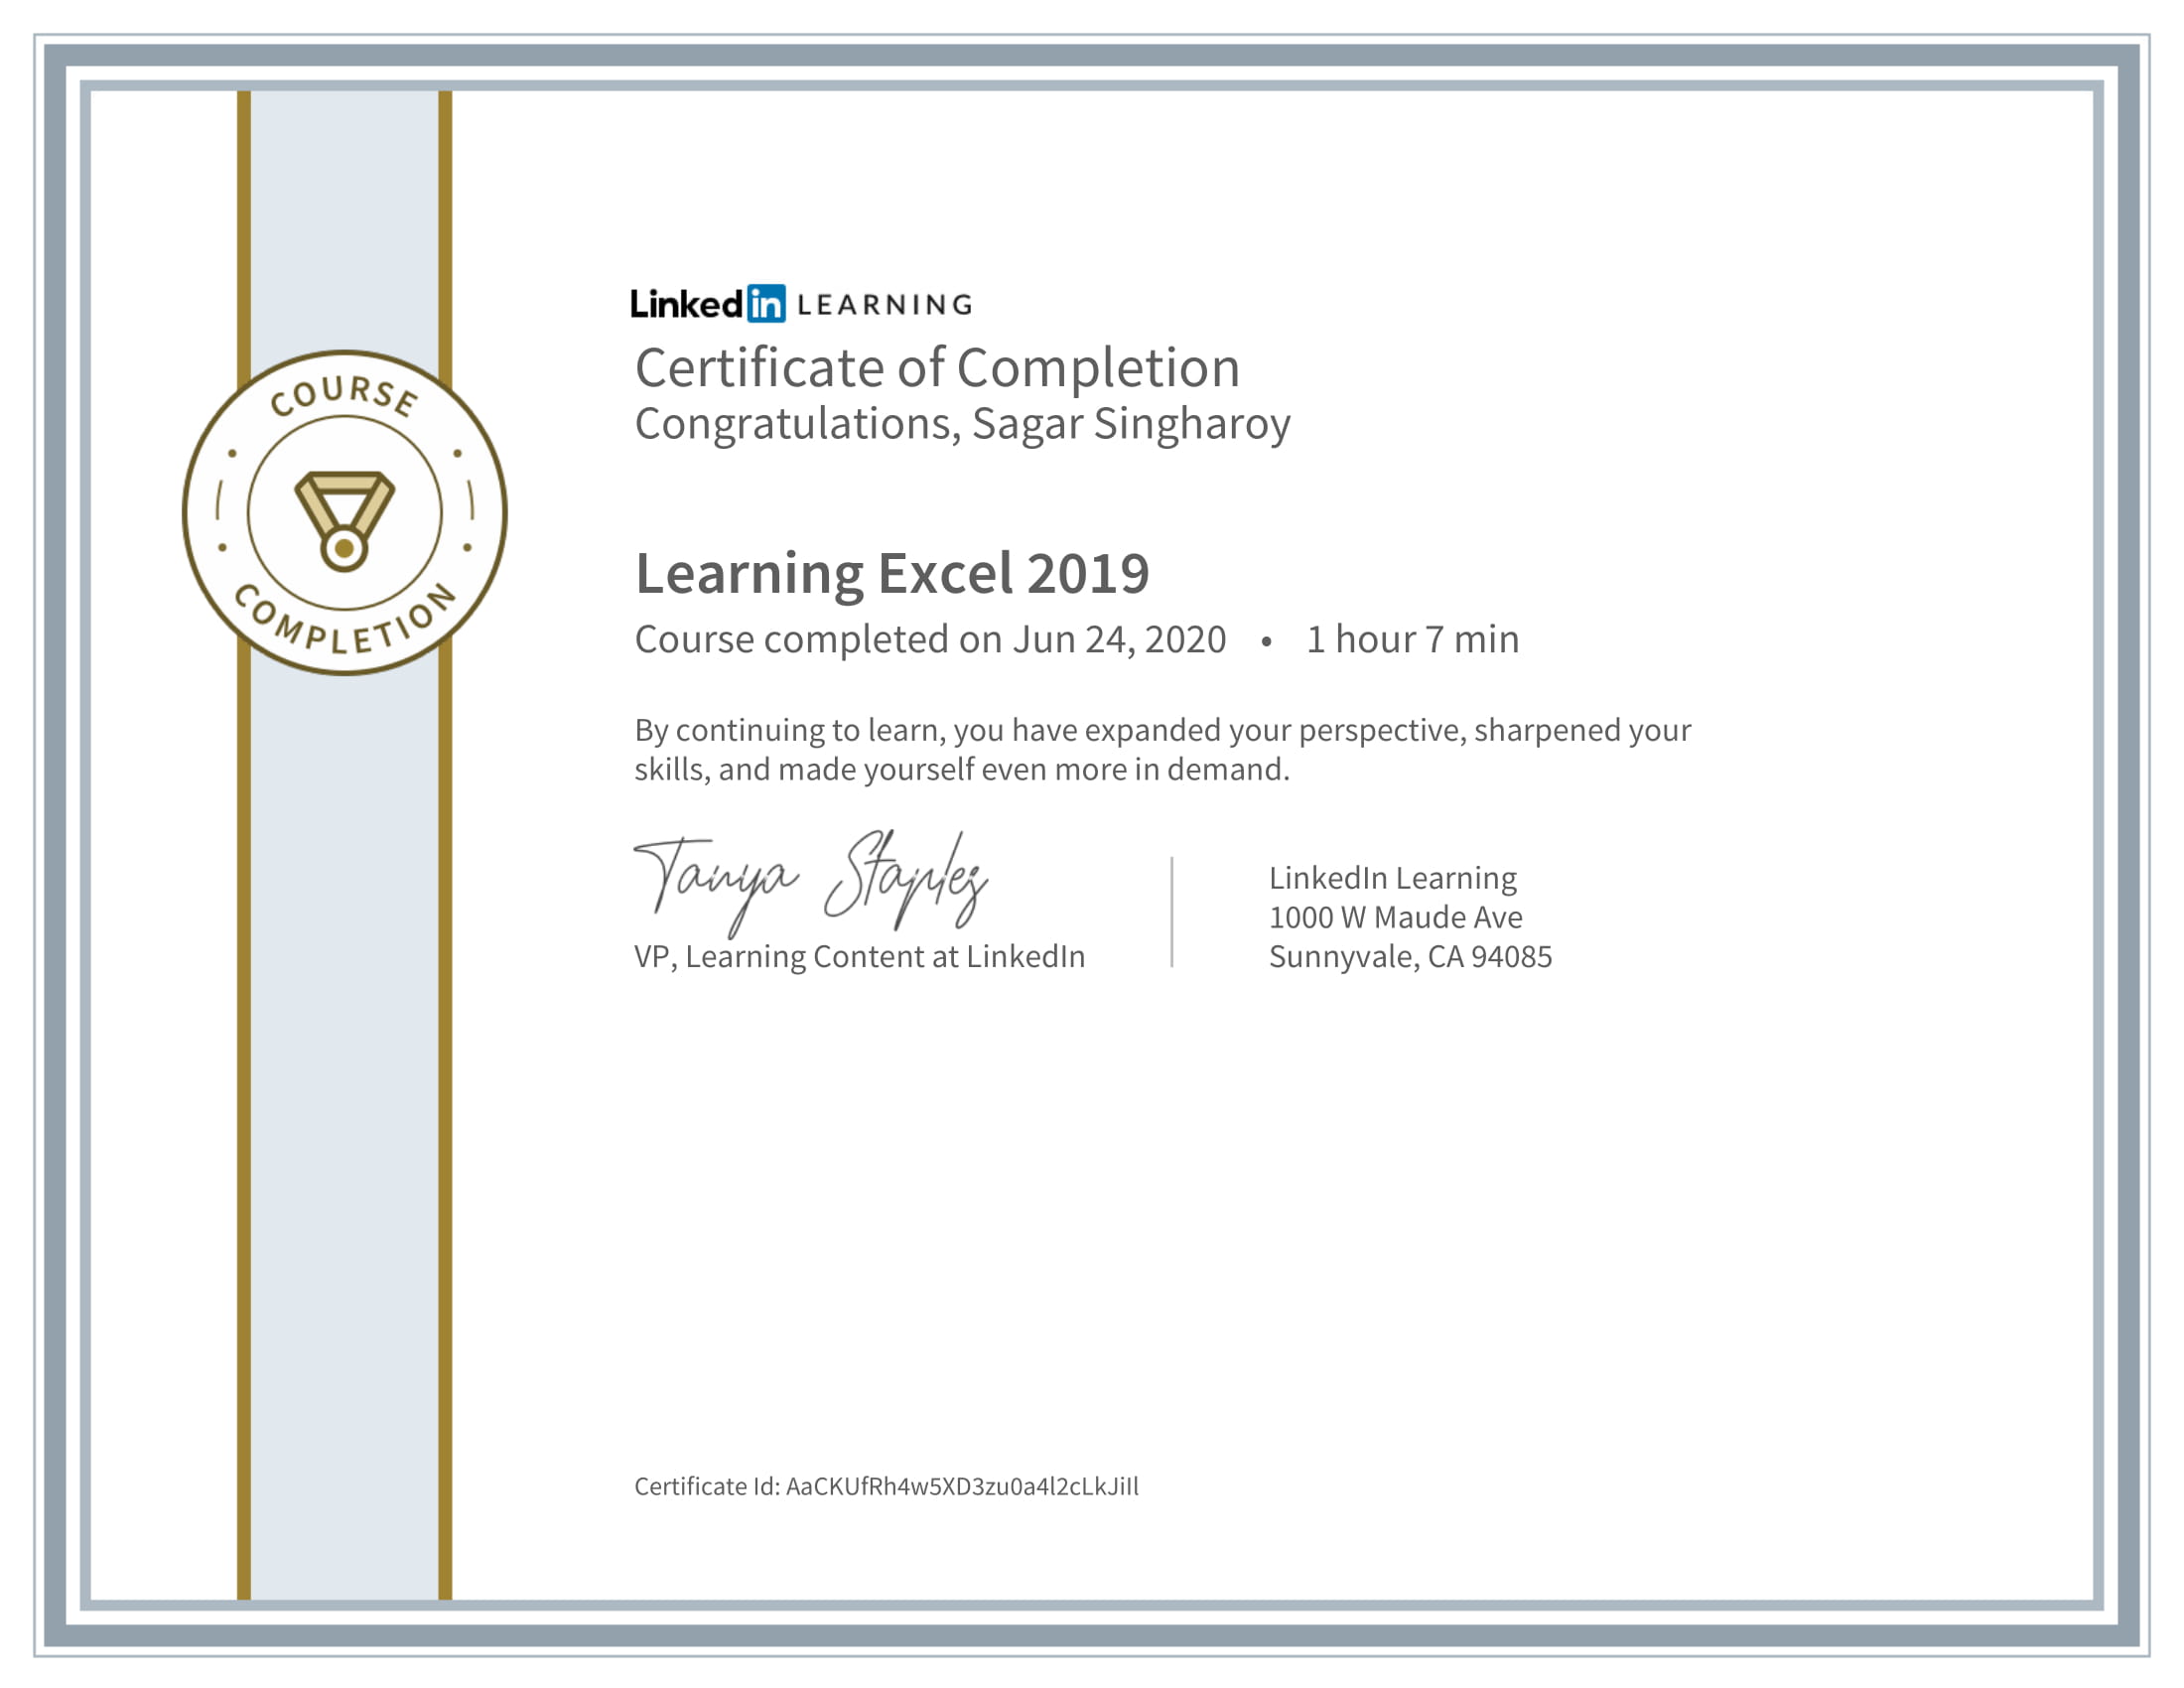 COURSE
COMPLETION
Linked in LEARNING
Certificate of Completion
Congratulations, Sagar Singharoy
Learning Excel 2019
Course completed on Jun 24, 2020 • 1 hour 7 min
By continuing to learn, you have expanded your perspective, sharpened your
skills, and made yourself even more in demand.
Tanya Staples
VP, Learning Content at LinkedIn
LinkedIn Learning
1000 W Maude Ave
Sunnyvale, CA 94085
Certificate Id: AaCKUfRh4w5XD3zu0a4l2cLkJiIl